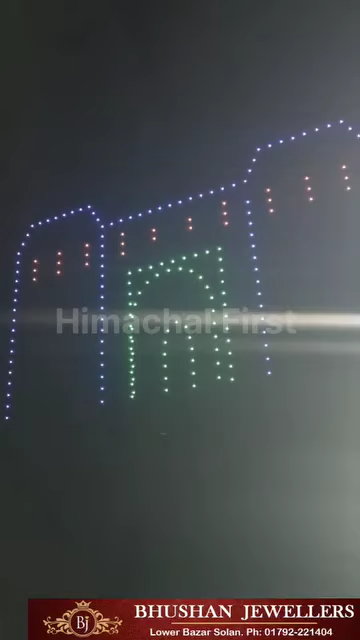 Himachal First
BJ
BHUSHAN JEWELLERS
Lower Bazar Solan. Ph: 01792-221404